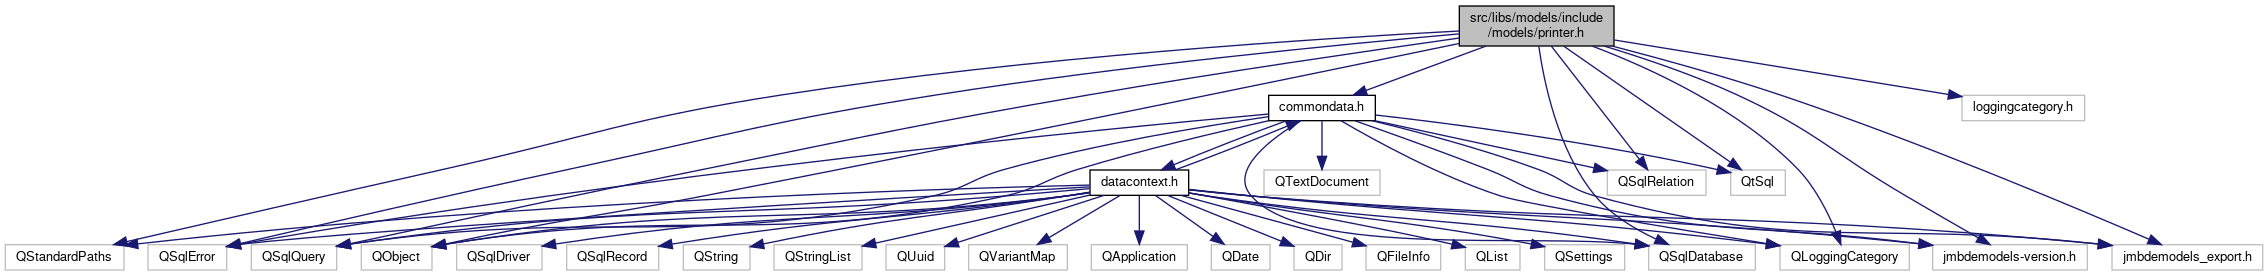 src/libs/models/include
/models/printer.h
commondata.h
loggingcategory.h
datacontext.h
QTextDocument
QSqlRelation
QtSql
QStandardPaths
QSqlError
QSqlQuery
QObject
QSqlDriver
QSqlRecord
QString
QStringList
QUuid
QVariantMap
QApplication
QDate
QDir
QFileInfo
QList
QSettings
QSqlDatabase
QLoggingCategory
jmbdemodels-version.h
jmbdemodels_export.h